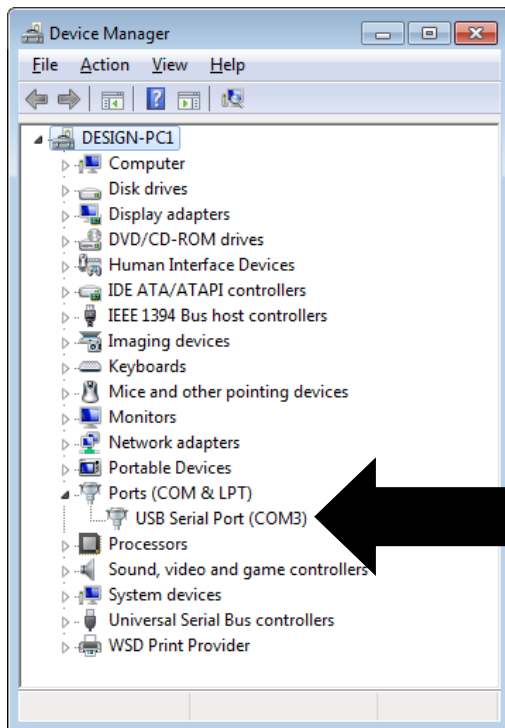 Device Manager
File Action View Help
DESIGN-PC1
Computer
Disk drives
Display adapters
DVD/CD-ROM drives
Human Interface Devices
IDE ATA/ATAPI controllers
IEEE 1394 Bus host controllers
Imaging devices
Keyboards
Mice and other pointing devices
Monitors
Network adapters
Portable Devices
Ports (COM & LPT)
USB Serial Port (COM3)
Processors
Sound, video and game controllers
System devices
Universal Serial Bus controllers
WSD Print Provider